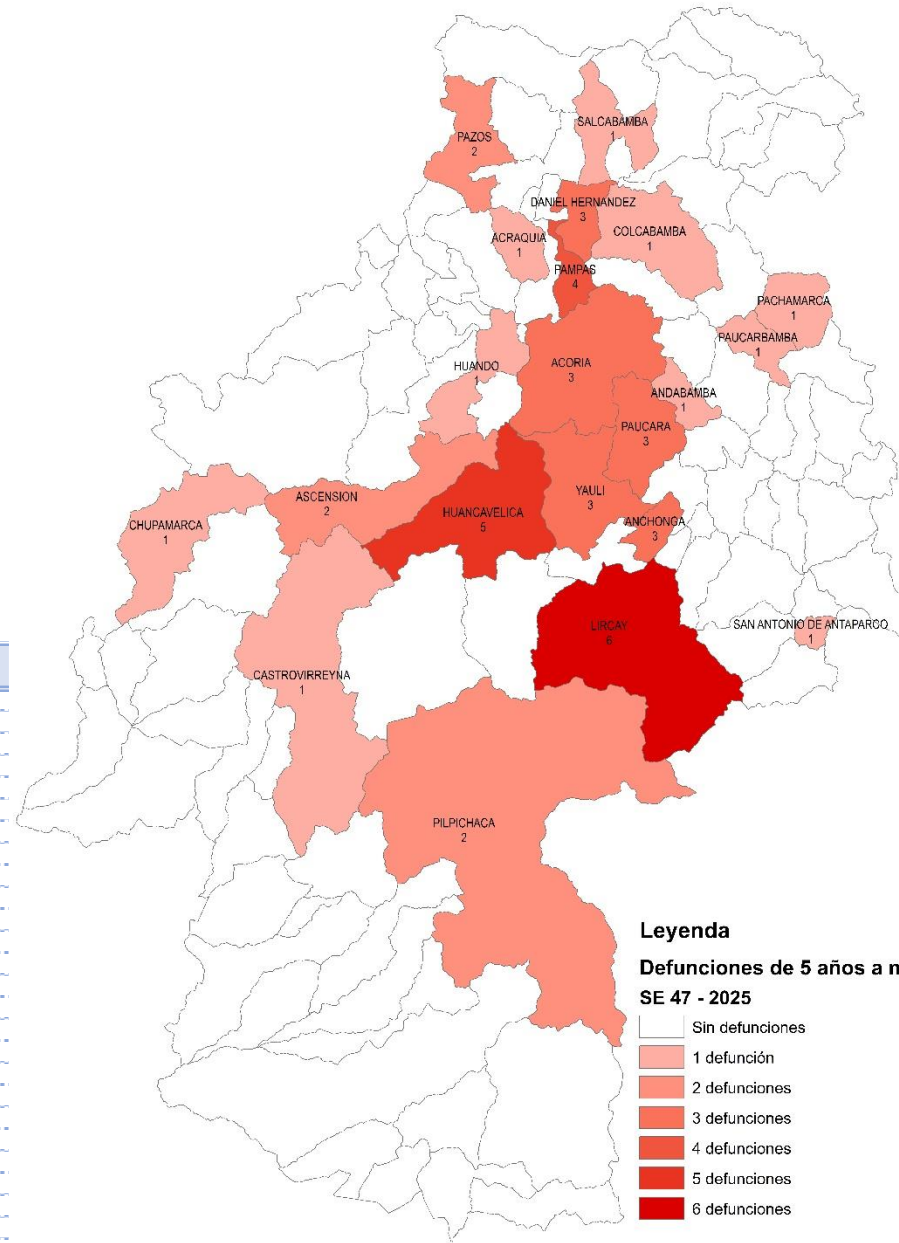 SALCABAMBA
1
PAZOS
2
DANIEL HERNANDEZ
3
COLCABAMBA
1
ACRAQUIA
1
PAMPAS
4
PACHAMARCA
1
PAUCARBAMBA
1
HUANDO
1
ACORIA
3
ANDABAMBA
1
PAUCARA
3
ASCENSION
2
YAULI
3
HUANCAVELICA
5
CHUPAMARCA
1
ANCHONGA
3
LIRCAY
6
SAN ANTONIO DE ANTAPARCO
1
CASTROVIRREYNA
1
PILPICHACA
2
Leyenda
Defunciones de 5 años a
SE 47 - 2025
Sin defunciones
1 defunción
2 defunciones
3 defunciones
4 defunciones
5 defunciones
6 defunciones